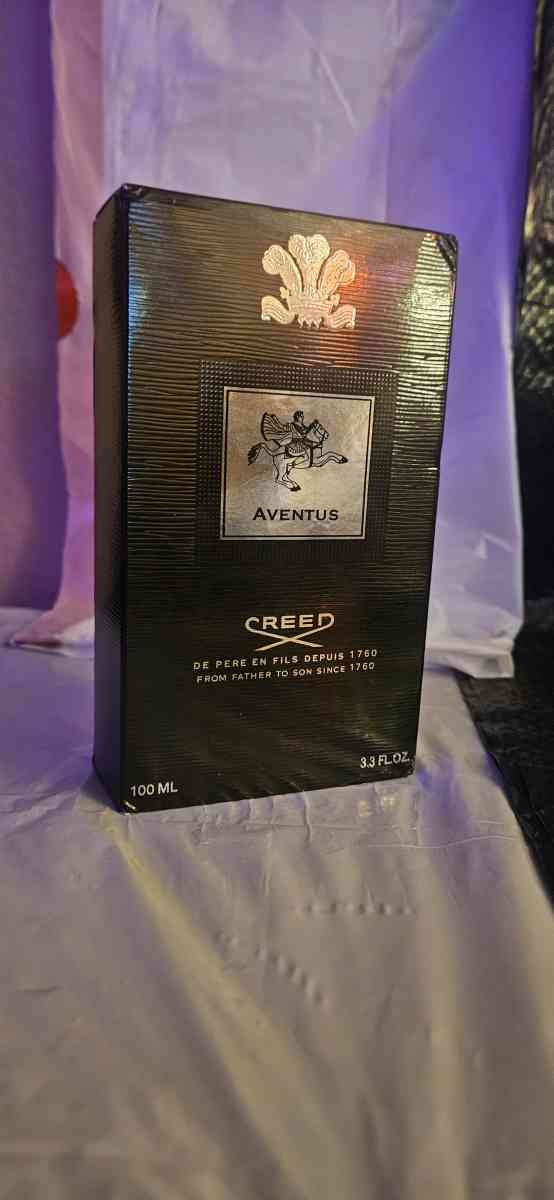 AVENTUS
CREED
DE PERE EN FILS DEPUIS 1760
FROM FATHER TO SON SINCE 1760
100 ML
3.3 FL.OZ.